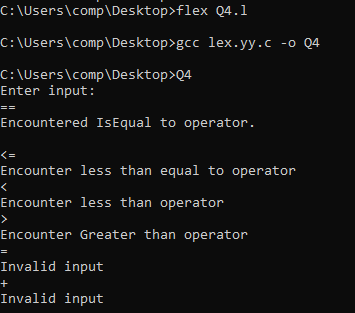 C:\Users\comp\Desktop>flex Q4.l
C:\Users\comp\Desktop>gcc lex.yy.c -o Q4
C:\Users\comp\Desktop>Q4
Enter input:
==
Encountered IsEqual to operator.
<=
Encounter less than equal to operator
<
Encounter less than operator
>
Encounter Greater than operator
=
Invalid input
+
Invalid input